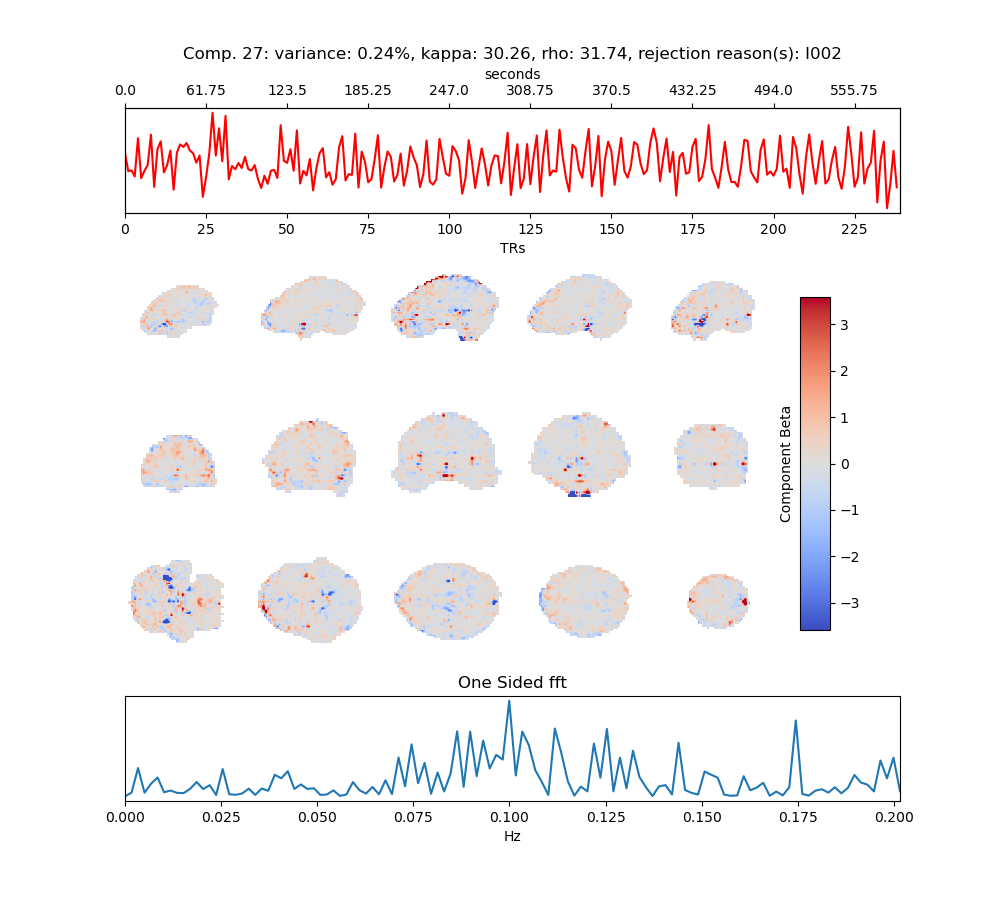 Comp. 27: variance: 0.24%, kappa: 30.26, rho: 31.74, rejection reason(s): I002
seconds
0.0 61.75 123.5 185.25 247.0 308.75 370.5 432.25 494.0 555.75
0 25 50 75 100 125 150 175 200 225
TRs
3
2
1
0
−1
−2
−3
Component Beta
One Sided fft
0.000 0.025 0.050 0.075 0.100 0.125 0.150 0.175 0.200
Hz